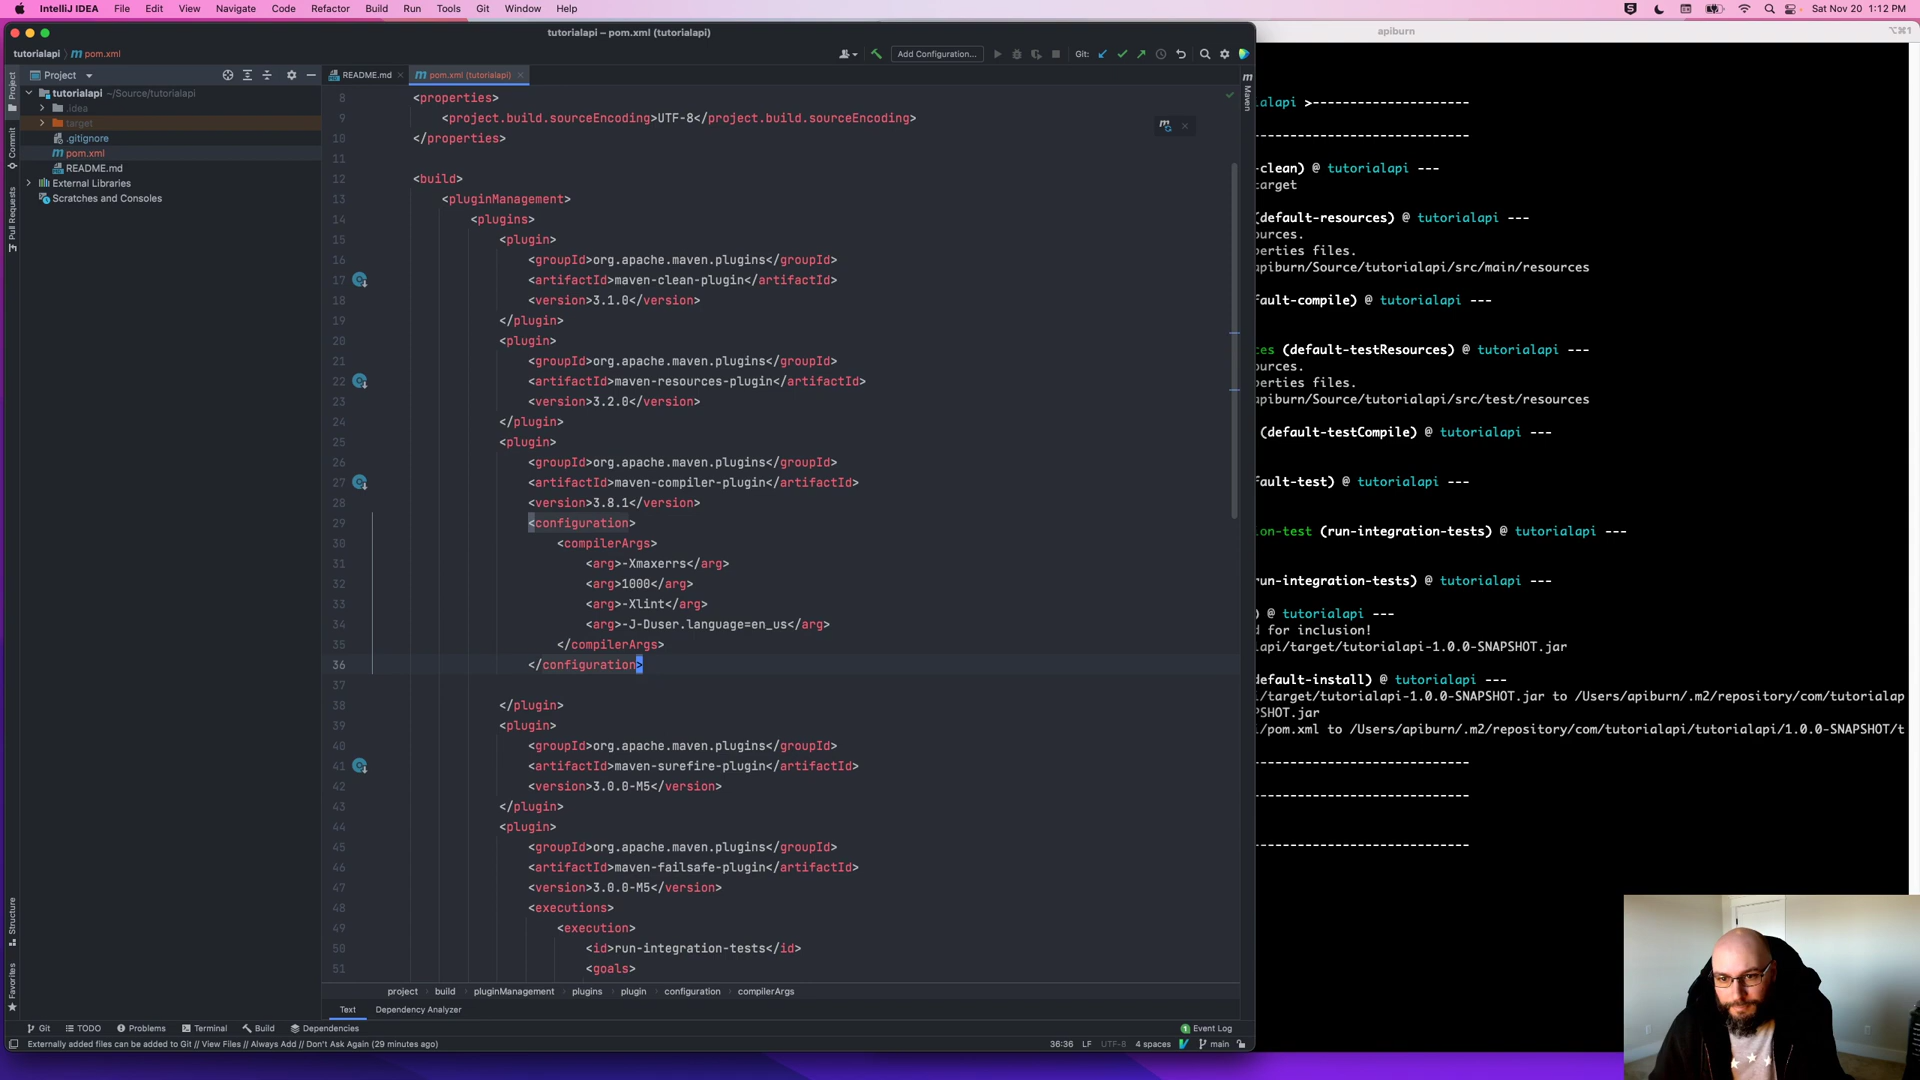 IntelliJ IDEA File Edit View Navigate Code Refactor Build Run Tools Git Window Help Sat Nov 20 1:12 PM
tutorialapi – pom.xml (tutorialapi)
apiburn
⌥⌘1
tutorialapi pom.xml
Add Configuration...
Git:
Project
README.md
pom.xml (tutorialapi)
tutorialapi ~/Source/tutorialapi
.idea
target
.gitignore
pom.xml
README.md
External Libraries
Scratches and Consoles
Project
Commit
Pull Requests
Structure
Favorites
Maven
8 <properties>
9 <project.build.sourceEncoding>UTF-8</project.build.sourceEncoding>
10 </properties>
11
12 <build>
13 <pluginManagement>
14 <plugins>
15 <plugin>
16 <groupId>org.apache.maven.plugins</groupId>
17 <artifactId>maven-clean-plugin</artifactId>
18 <version>3.1.0</version>
19 </plugin>
20 <plugin>
21 <groupId>org.apache.maven.plugins</groupId>
22 <artifactId>maven-resources-plugin</artifactId>
23 <version>3.2.0</version>
24 </plugin>
25 <plugin>
26 <groupId>org.apache.maven.plugins</groupId>
27 <artifactId>maven-compiler-plugin</artifactId>
28 <version>3.8.1</version>
29 <configuration>
30 <compilerArgs>
31 <arg>-Xmaxerrs</arg>
32 <arg>1000</arg>
33 <arg>-Xlint</arg>
34 <arg>-J-Duser.language=en_us</arg>
35 </compilerArgs>
36 </configuration>
37
38 </plugin>
39 <plugin>
40 <groupId>org.apache.maven.plugins</groupId>
41 <artifactId>maven-surefire-plugin</artifactId>
42 <version>3.0.0-M5</version>
43 </plugin>
44 <plugin>
45 <groupId>org.apache.maven.plugins</groupId>
46 <artifactId>maven-failsafe-plugin</artifactId>
47 <version>3.0.0-M5</version>
48 <executions>
49 <execution>
50 <id>run-integration-tests</id>
51 <goals>
project build pluginManagement plugins plugin configuration compilerArgs
Text Dependency Analyzer
Git TODO Problems Terminal Build Dependencies
1 Event Log
Externally added files can be added to Git // View Files // Always Add // Don't Ask Again (29 minutes ago)
36:36 LF UTF-8 4 spaces main
ialapi >----------------------
------------------------------
-clean) @ tutorialapi ---
target
(default-resources) @ tutorialapi ---
ources.
perties files.
apiburn/Source/tutorialapi/src/main/resources
fault-compile) @ tutorialapi ---
ces (default-testResources) @ tutorialapi ---
ources.
perties files.
apiburn/Source/tutorialapi/src/test/resources
(default-testCompile) @ tutorialapi ---
fault-test) @ tutorialapi ---
on-test (run-integration-tests) @ tutorialapi ---
run-integration-tests) @ tutorialapi ---
) @ tutorialapi ---
d for inclusion!
api/target/tutorialapi-1.0.0-SNAPSHOT.jar
default-install) @ tutorialapi ---
/target/tutorialapi-1.0.0-SNAPSHOT.jar to /Users/apiburn/.m2/repository/com/tutorialap
PSHOT.jar
/pom.xml to /Users/apiburn/.m2/repository/com/tutorialapi/tutorialapi/1.0.0-SNAPSHOT/t
------------------------------
------------------------------
------------------------------